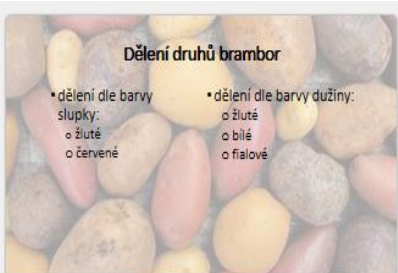 Dělení druhů brambor
• dělení dle barvy
slupky:
o žluté
o červené
• dělení dle barvy dužiny:
o žluté
o bílé
o fialové